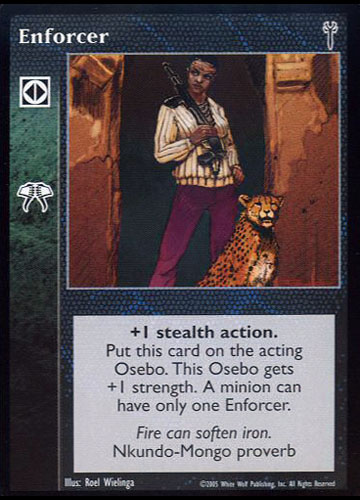 Enforcer
+1 stealth action.
Put this card on the acting
Osebo. This Osebo gets
+1 strength. A minion can
have only one Enforcer.
Fire can soften iron.
Nkundo-Mongo proverb
Illus: Roel Wielinga
©2005 White Wolf Publishing, Inc. All Rights Reserved